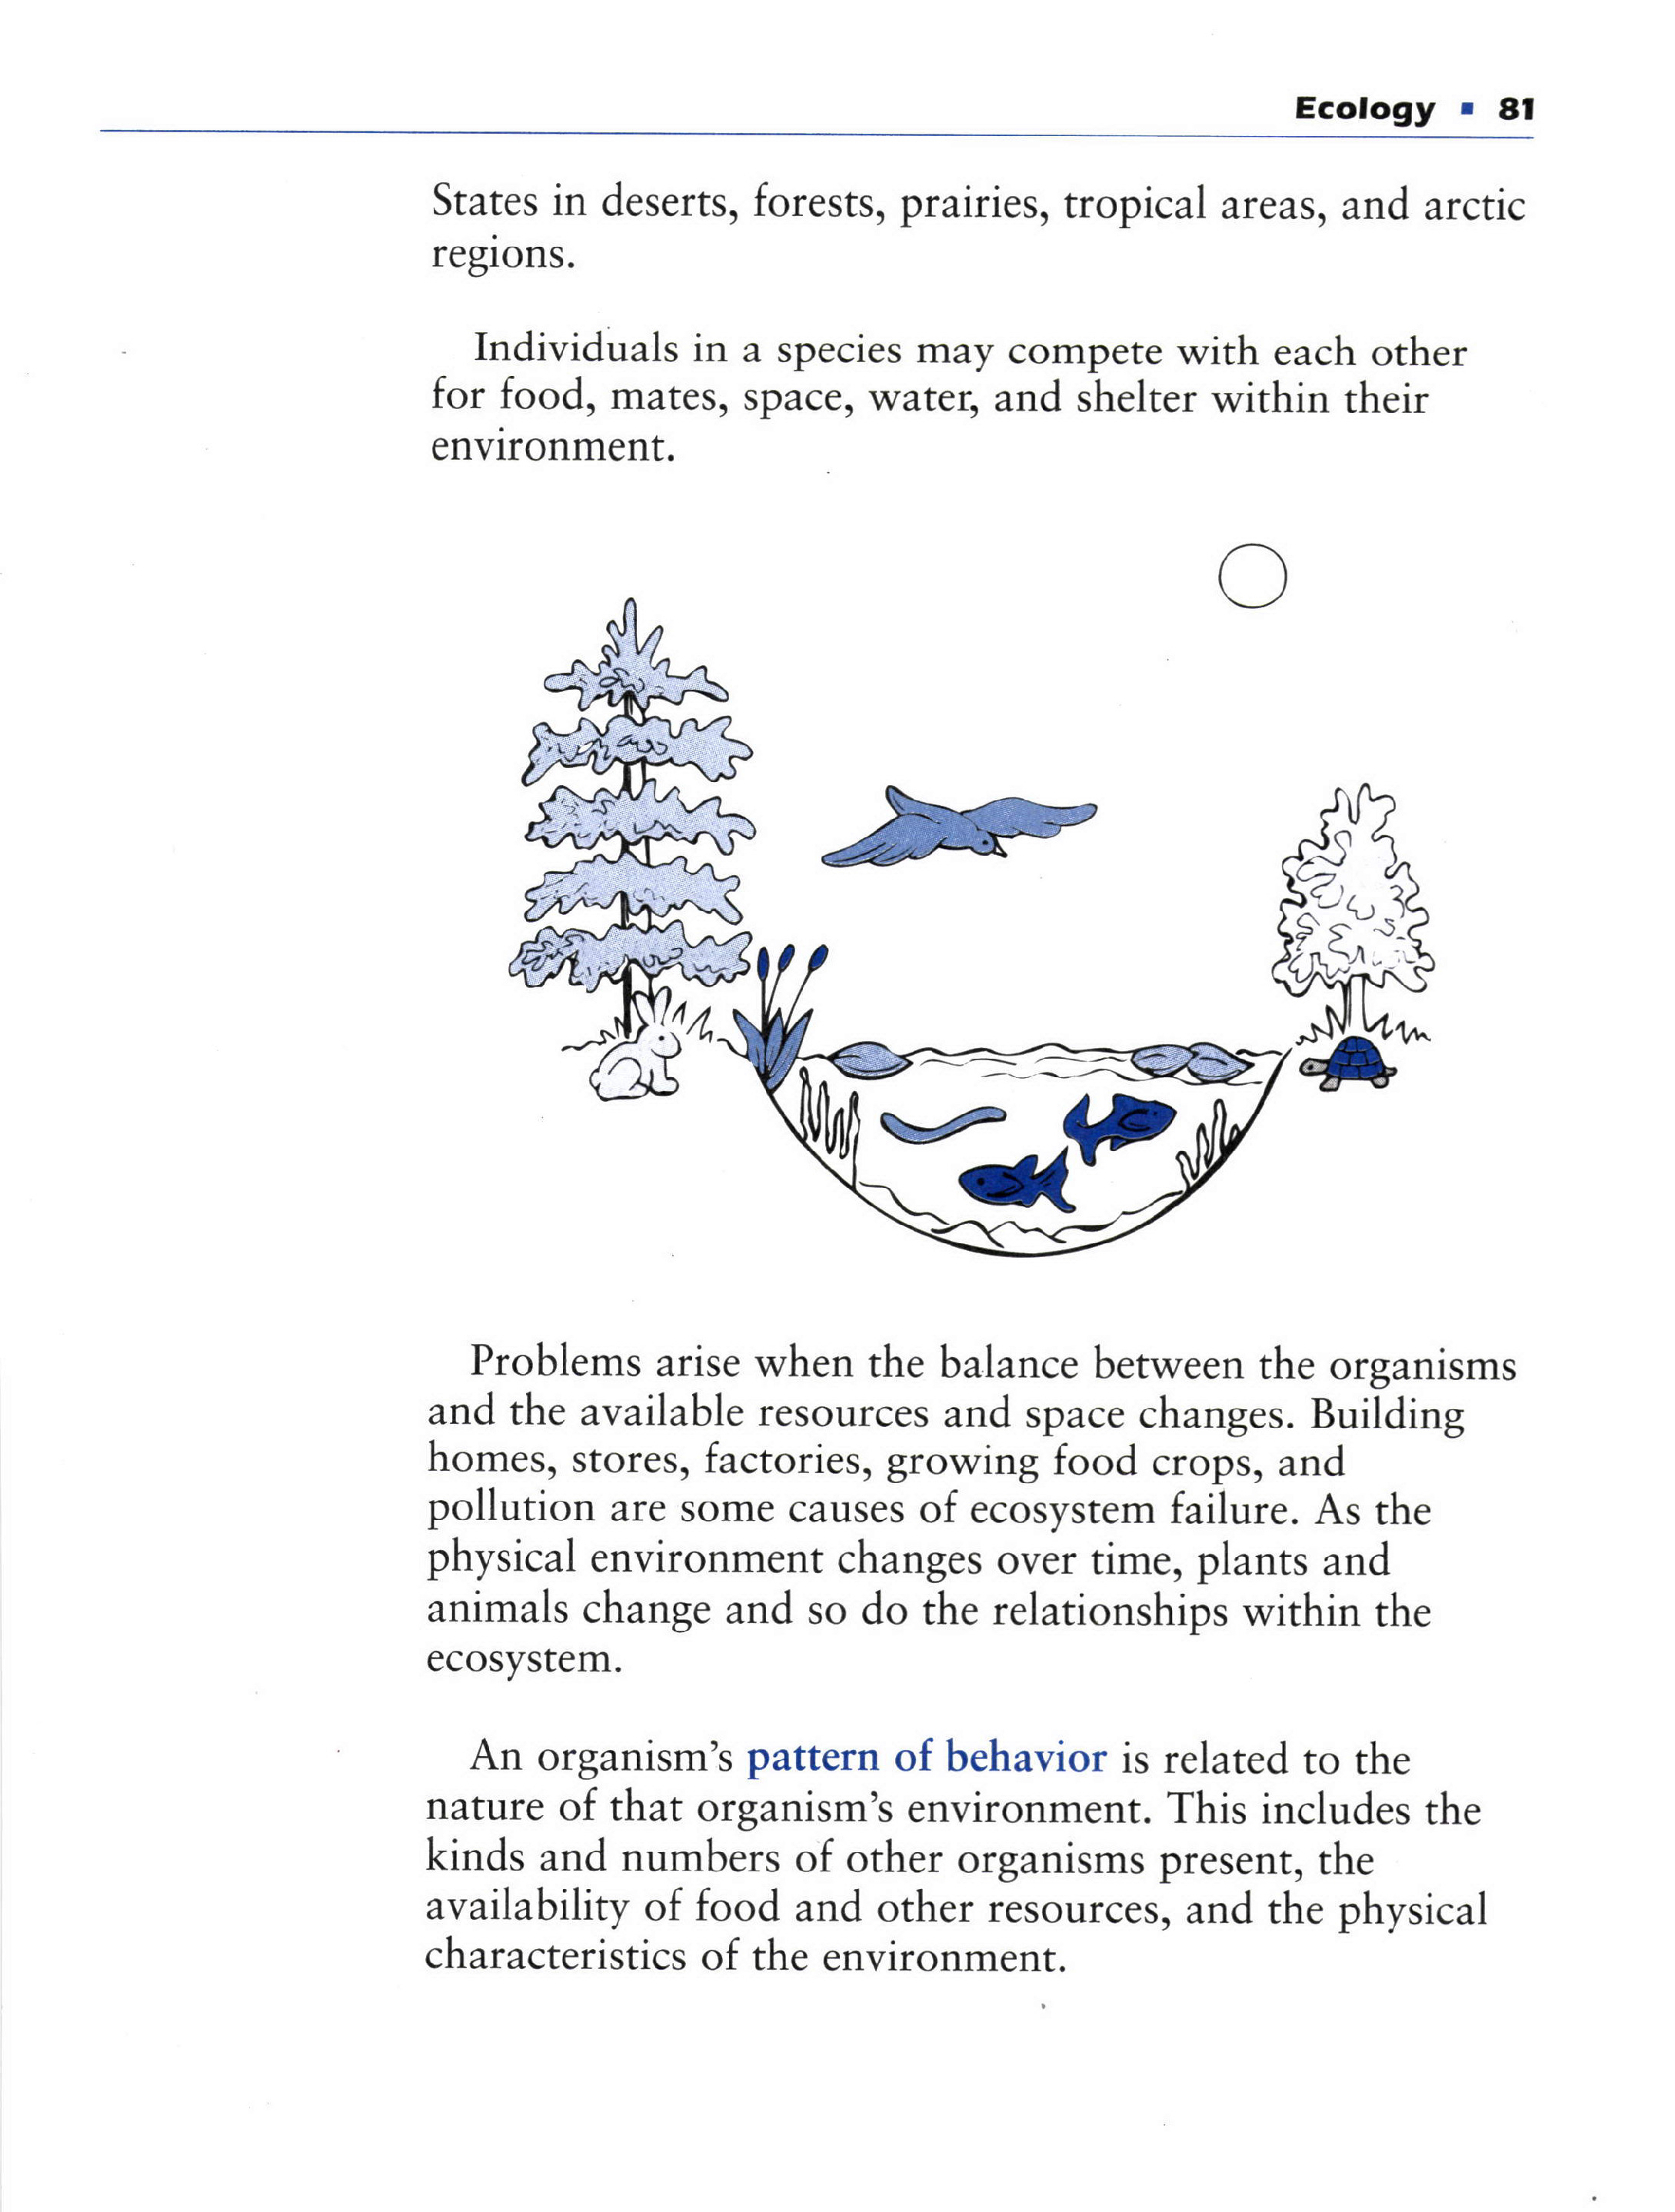 Ecology ▪ 81
States in deserts, forests, prairies, tropical areas, and arctic
regions.
Individuals in a species may compete with each other
for food, mates, space, water, and shelter within their
environment.
Problems arise when the balance between the organisms
and the available resources and space changes. Building
homes, stores, factories, growing food crops, and
pollution are some causes of ecosystem failure. As the
physical environment changes over time, plants and
animals change and so do the relationships within the
ecosystem.
An organism’s pattern of behavior is related to the
nature of that organism’s environment. This includes the
kinds and numbers of other organisms present, the
availability of food and other resources, and the physical
characteristics of the environment.